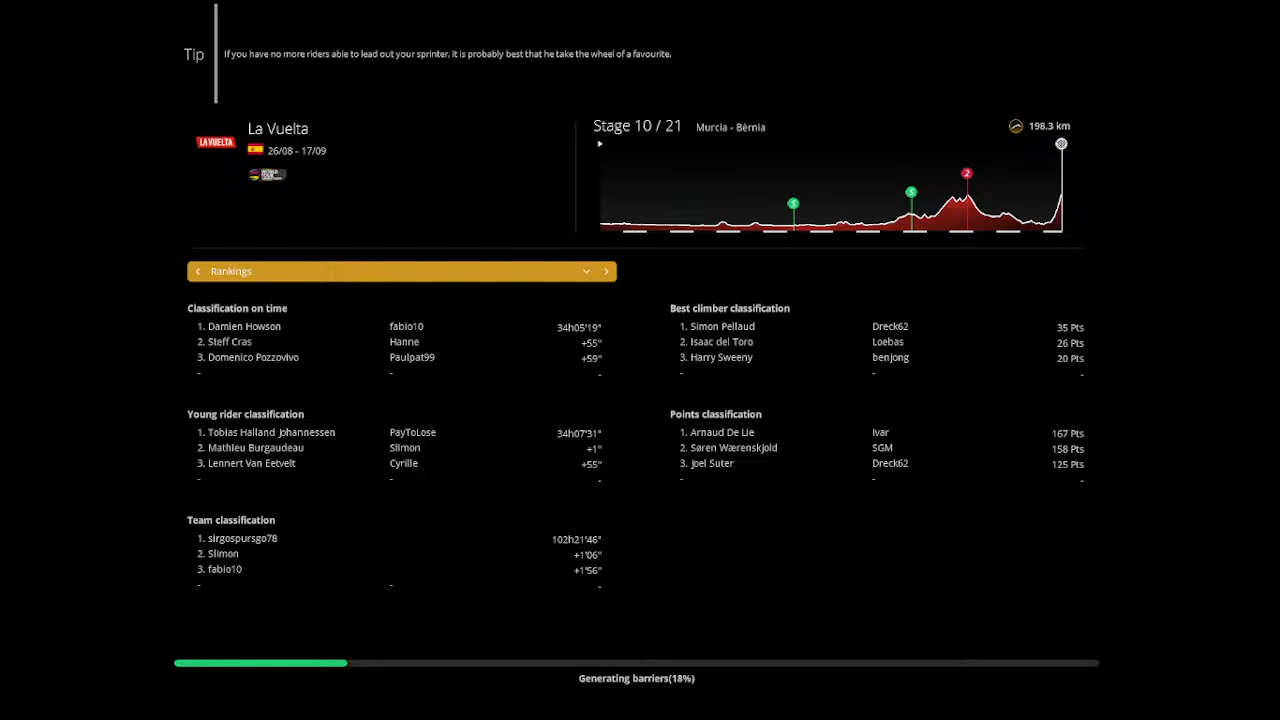 Tip
If you have no more riders able to lead out your sprinter, it is probably best that he take the wheel of a favourite.
LA VUELTA
La Vuelta
26/08 - 17/09
Stage 10 / 21 Murcia - Bèrnia 198.3 km
S S 2
Rankings
Classification on time
1. Damien Howson fabio10 34h05'19"
2. Steff Cras Hanne +55"
3. Domenico Pozzovivo Paulpat99 +59"
- - -
Best climber classification
1. Simon Pellaud Dreck62 35 Pts
2. Isaac del Toro Loebas 26 Pts
3. Harry Sweeny benjong 20 Pts
- - -
Young rider classification
1. Tobias Halland Johannessen PayToLose 34h07'31"
2. Mathieu Burgaudeau Slimon +1"
3. Lennert Van Eetvelt Cyrille +55"
- - -
Points classification
1. Arnaud De Lie Ivar 167 Pts
2. Søren Wærenskjold SGM 158 Pts
3. Joel Suter Dreck62 125 Pts
- - -
Team classification
1. sirgospursgo78 102h21'46"
2. Slimon +1'06"
3. fabio10 +1'56"
- - -
Generating barriers(18%)